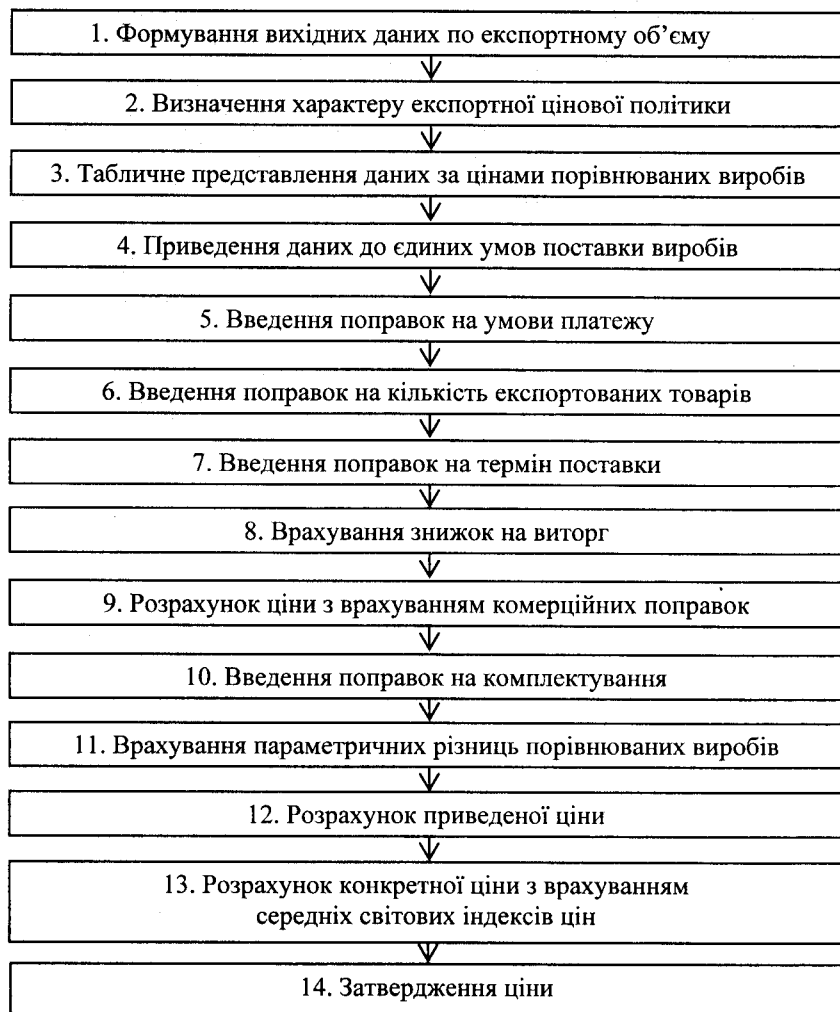 1. Формування вихідних даних по експортному об’єму
2. Визначення характеру експортної цінової політики
3. Табличне представлення даних за цінами порівнюваних виробів
4. Приведення даних до єдиних умов поставки виробів
5. Введення поправок на умови платежу
6. Введення поправок на кількість експортованих товарів
7. Введення поправок на термін поставки
8. Врахування знижок на виторг
9. Розрахунок ціни з врахуванням комерційних поправок
10. Введення поправок на комплектування
11. Врахування параметричних різниць порівнюваних виробів
12. Розрахунок приведеної ціни
13. Розрахунок конкретної ціни з врахуванням
середніх світових індексів цін
14. Затвердження ціни